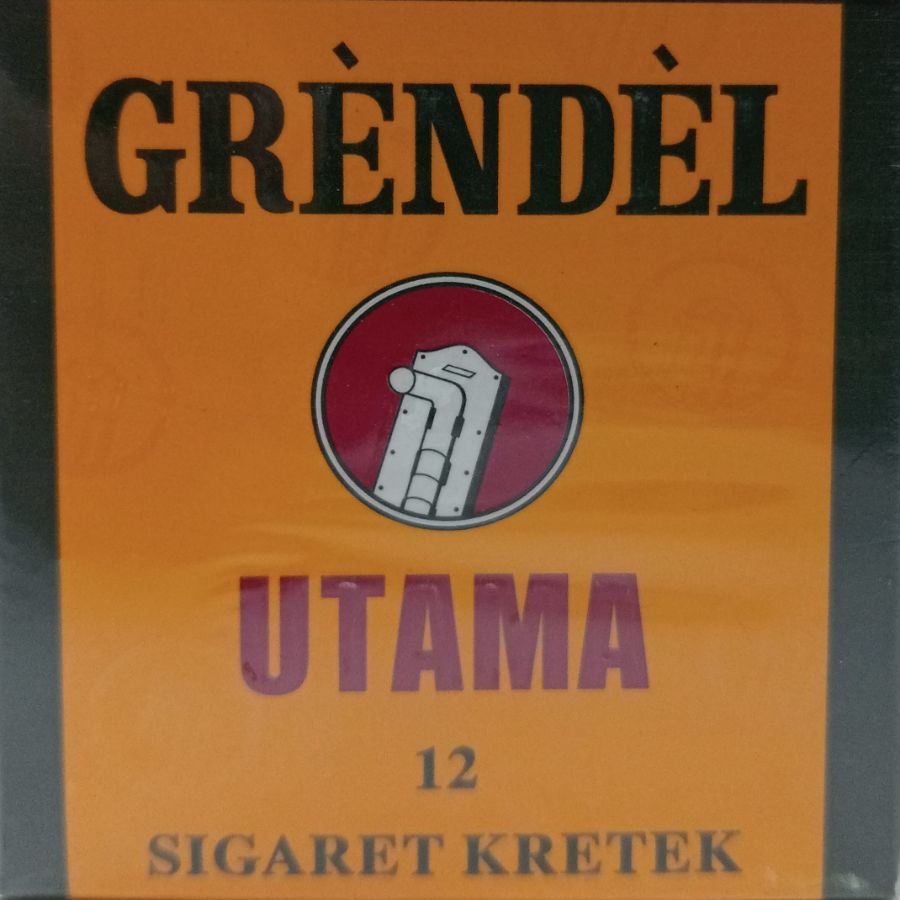 GRÈNDÈL
UTAMA
12
SIGARET KRETEK